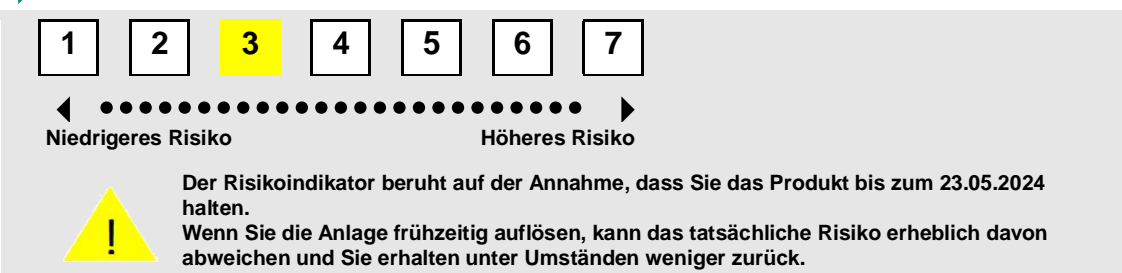 1 2 3 4 5 6 7
Niedrigeres Risiko Höheres Risiko
Der Risikoindikator beruht auf der Annahme, dass Sie das Produkt bis zum 23.05.2024
halten.
Wenn Sie die Anlage frühzeitig auflösen, kann das tatsächliche Risiko erheblich davon
abweichen und Sie erhalten unter Umständen weniger zurück.
!